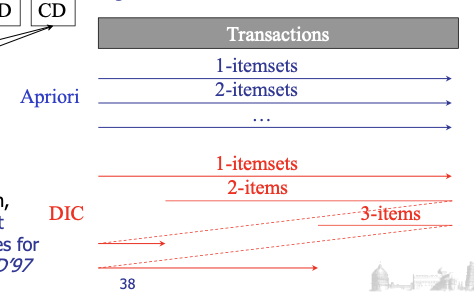 D
CD
Transactions
1-itemsets
Apriori
2-itemsets
…
1-itemsets
2-items
DIC
3-items
n,
t
es for
D'97
38